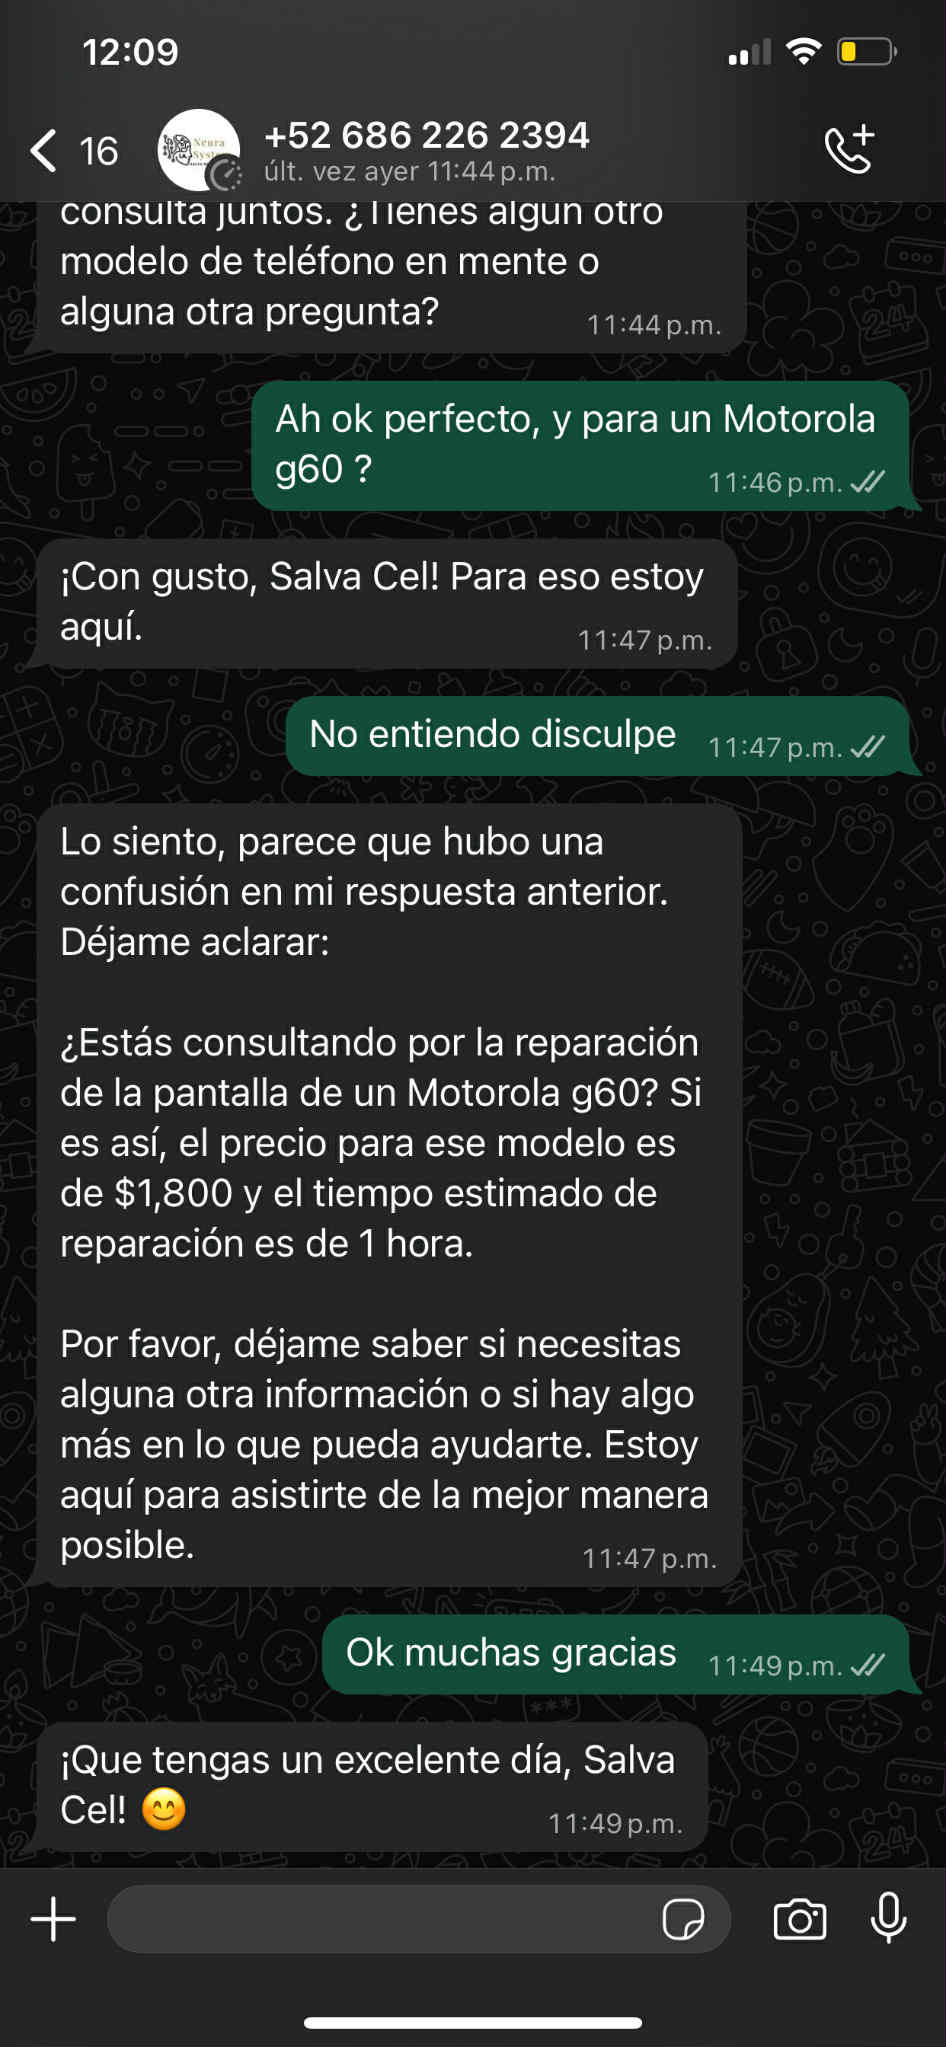 12:09
16
Neura
+52 686 226 2394
últ. vez ayer 11:44 p.m.
consulta juntos. ¿Tienes algún otro
modelo de teléfono en mente o
alguna otra pregunta?
11:44 p.m.
Ah ok perfecto, y para un Motorola
g60 ?
11:46 p.m.
¡Con gusto, Salva Cel! Para eso estoy
aquí.
11:47 p.m.
No entiendo disculpe
11:47 p.m.
Lo siento, parece que hubo una
confusión en mi respuesta anterior.
Déjame aclarar:
¿Estás consultando por la reparación
de la pantalla de un Motorola g60? Si
es así, el precio para ese modelo es
de $1,800 y el tiempo estimado de
reparación es de 1 hora.
Por favor, déjame saber si necesitas
alguna otra información o si hay algo
más en lo que pueda ayudarte. Estoy
aquí para asistirte de la mejor manera
posible.
11:47 p.m.
Ok muchas gracias
11:49 p.m.
¡Que tengas un excelente día, Salva
Cel! 😊
11:49 p.m.